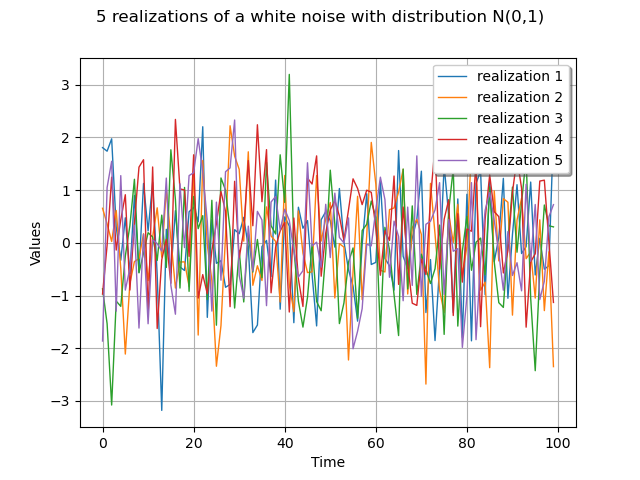 5 realizations of a white noise with distribution N(0,1)
realization 1
realization 2
realization 3
realization 4
realization 5
Values
3
2
1
0
−1
−2
−3
0 20 40 60 80 100
Time